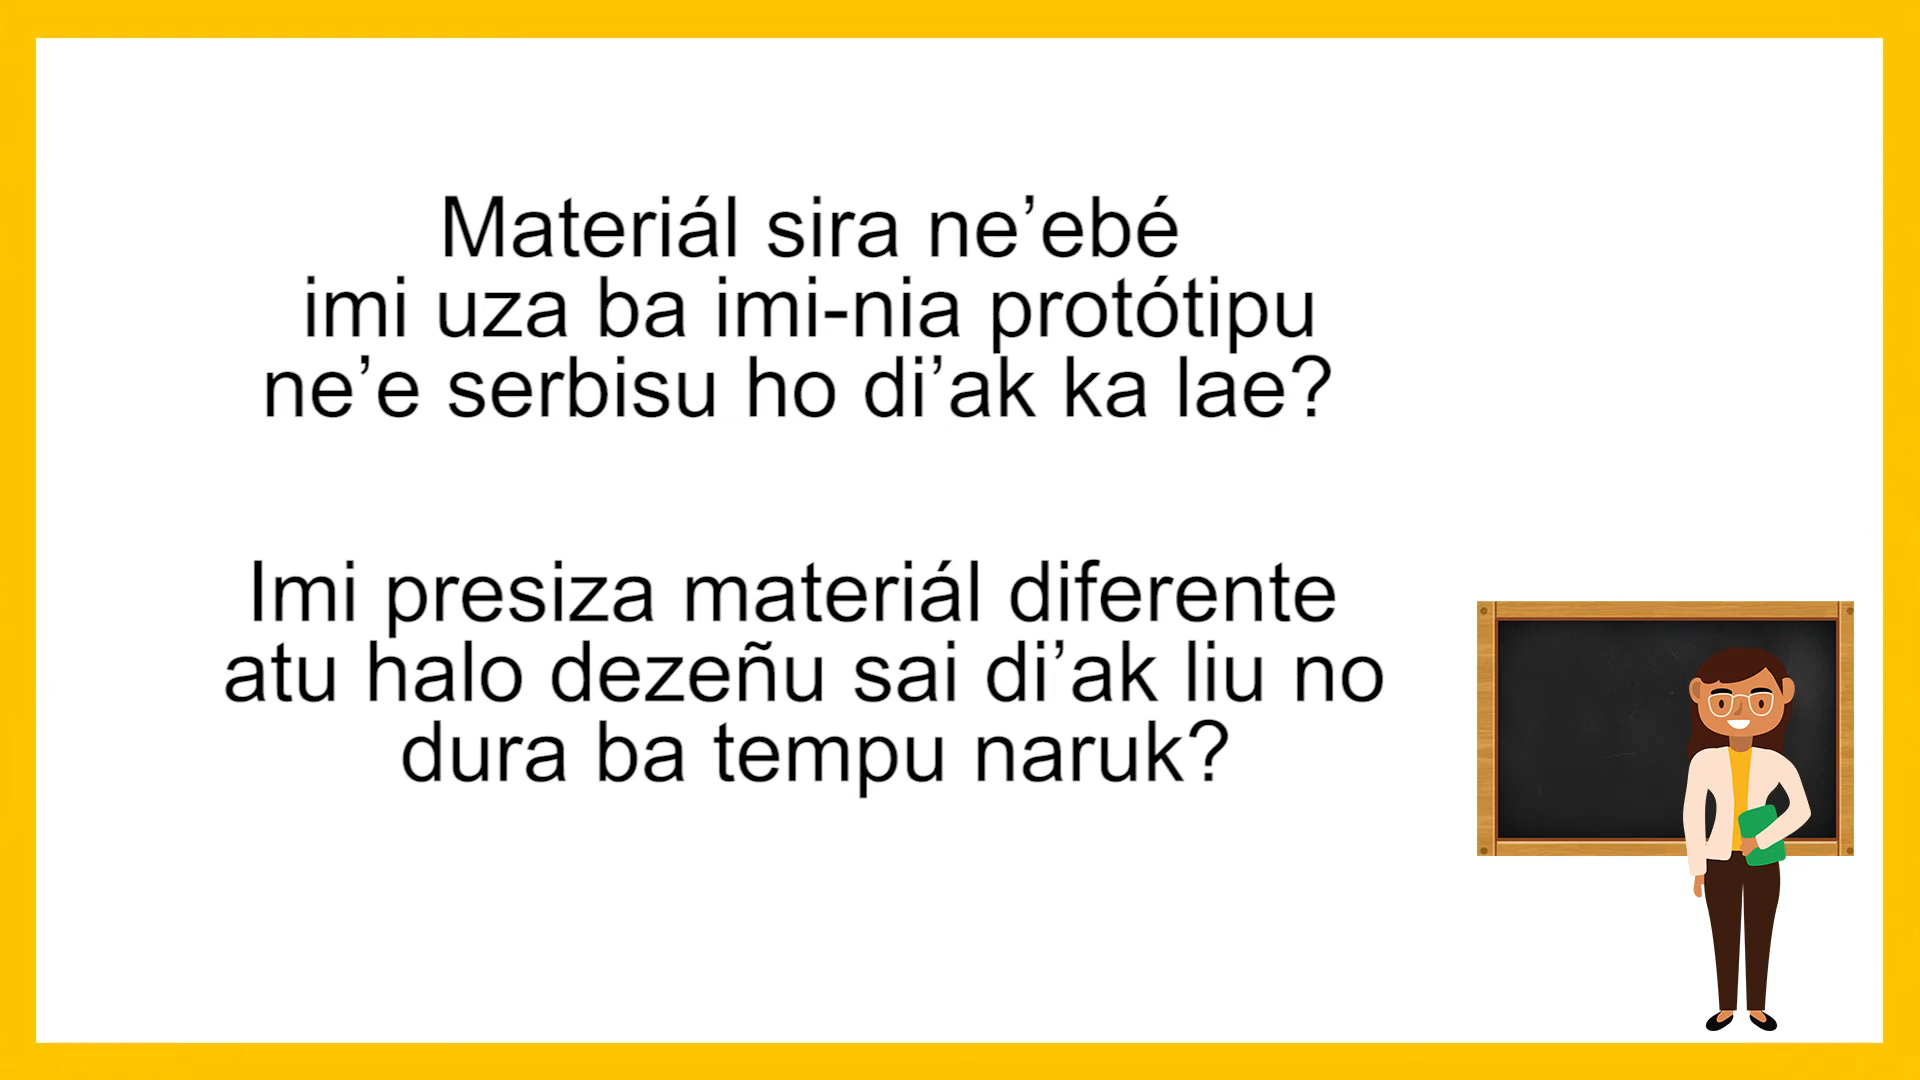 Materiál sira ne’ebé
imi uza ba imi-nia protótipu
ne’e serbisu ho di’ak ka lae?
Imi presiza materiál diferente
atu halo dezeñu sai di’ak liu no
dura ba tempu naruk?